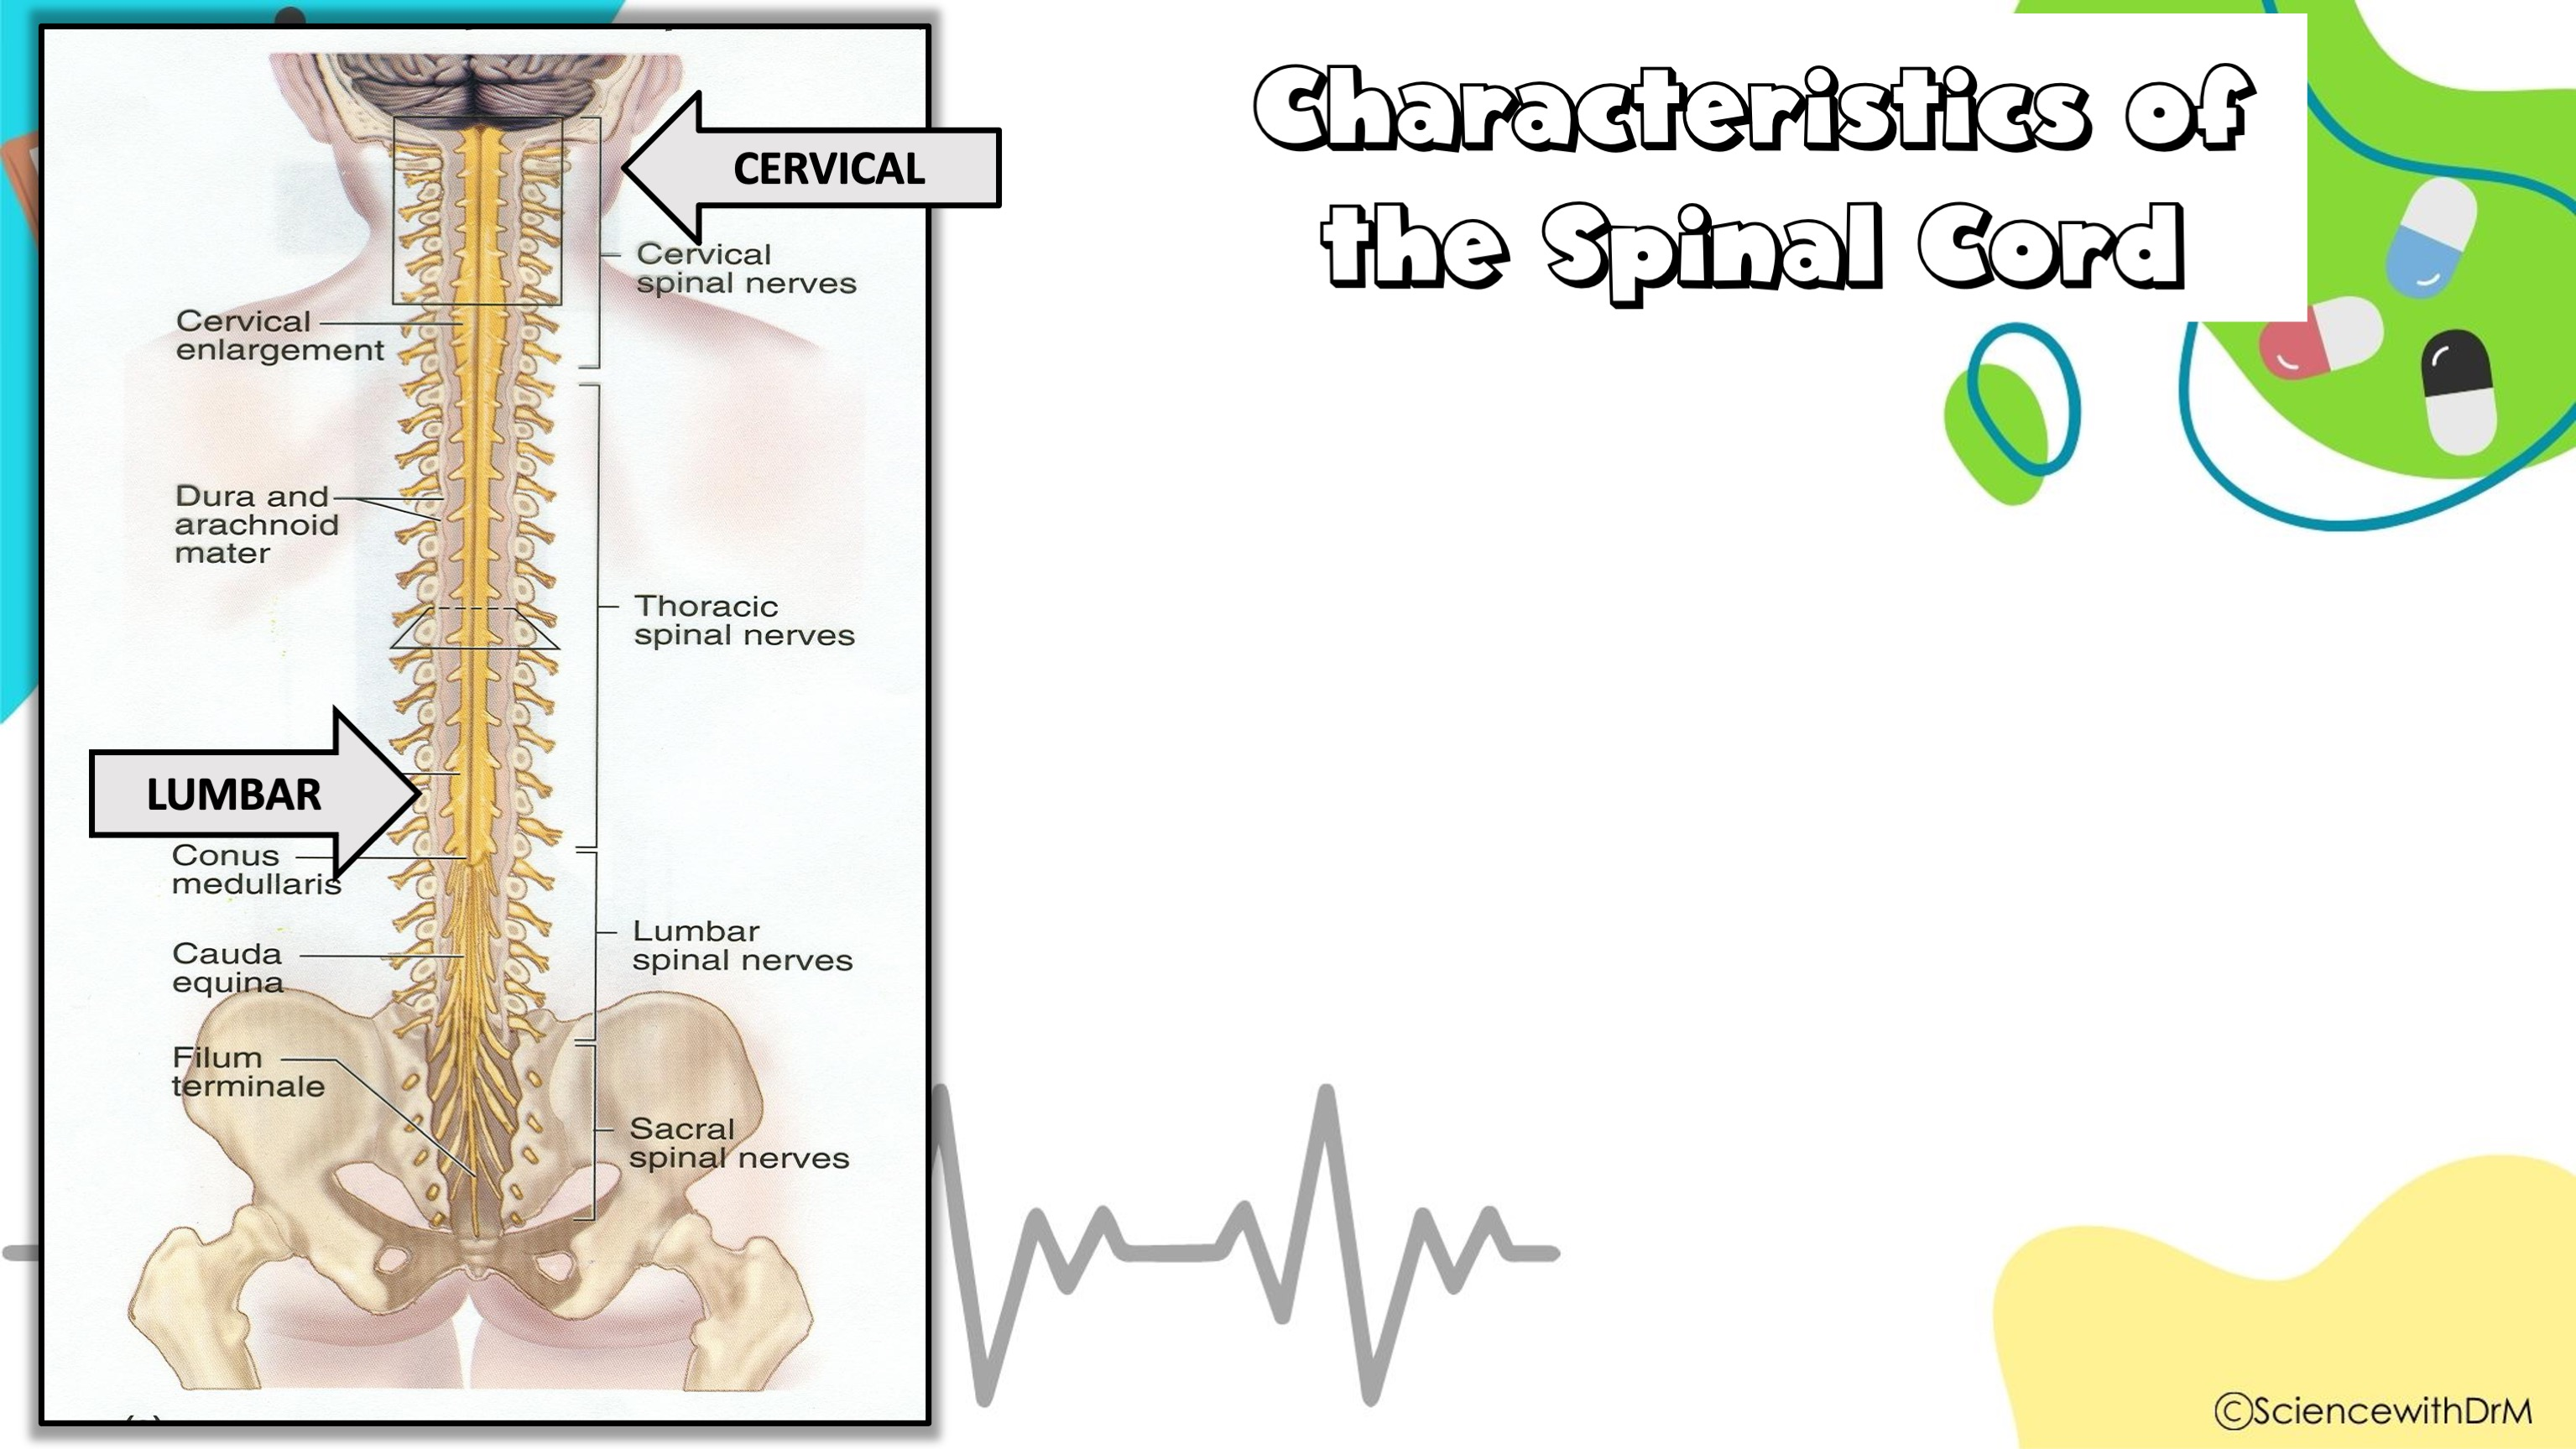 Characteristics of
the Spinal Cord
CERVICAL
Cervical
spinal nerves
Cervical
enlargement
Dura and
arachnoid
mater
Thoracic
spinal nerves
LUMBAR
Conus
medullaris
Lumbar
spinal nerves
Cauda
equina
Filum
terminale
Sacral
spinal nerves
©SciencewithDrM